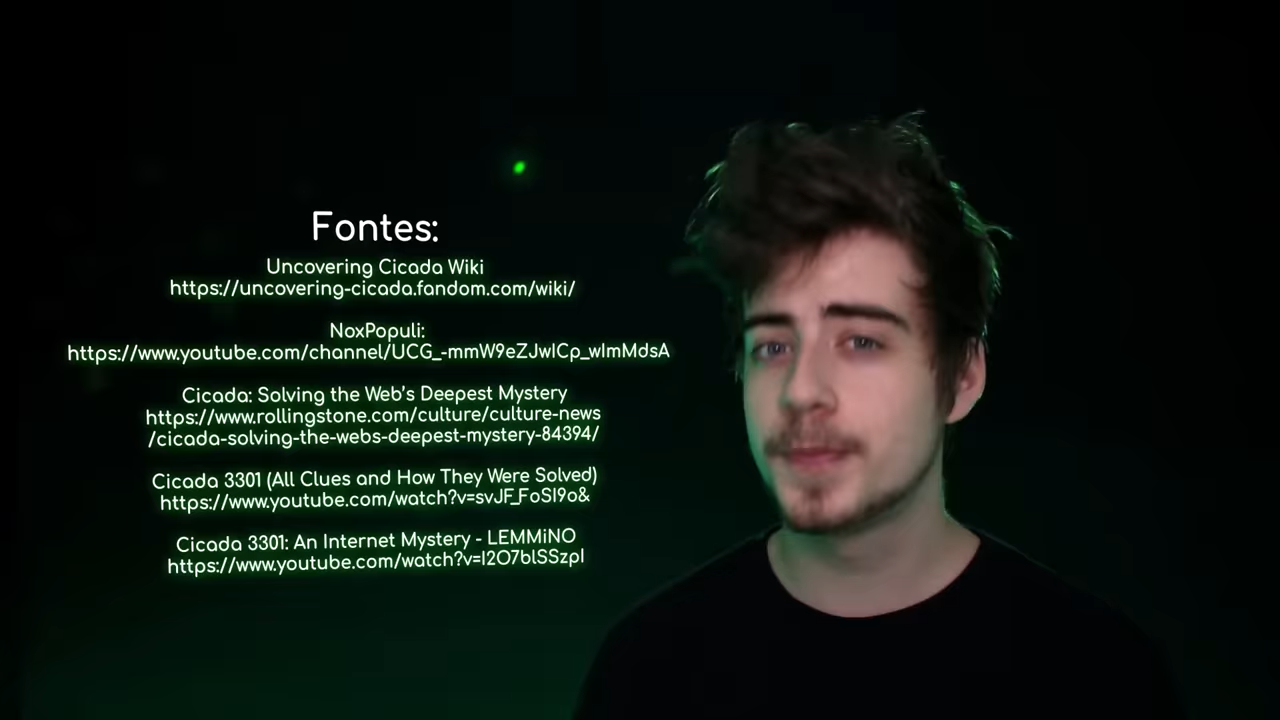 Fontes:
Uncovering Cicada Wiki
https://uncovering-cicada.fandom.com/wiki/
NoxPopuli:
https://www.youtube.com/channel/UCG_-mmW9eZJwICp_wImMdsA
Cicada: Solving the Web's Deepest Mystery
https://www.rollingstone.com/culture/culture-news
/cicada-solving-the-webs-deepest-mystery-84394/
Cicada 3301 (All Clues and How They Were Solved)
https://www.youtube.com/watch?v=svJF_FoSI9o&
Cicada 3301: An Internet Mystery - LEMMiNO
https://www.youtube.com/watch?v=I2O7blSSzpI